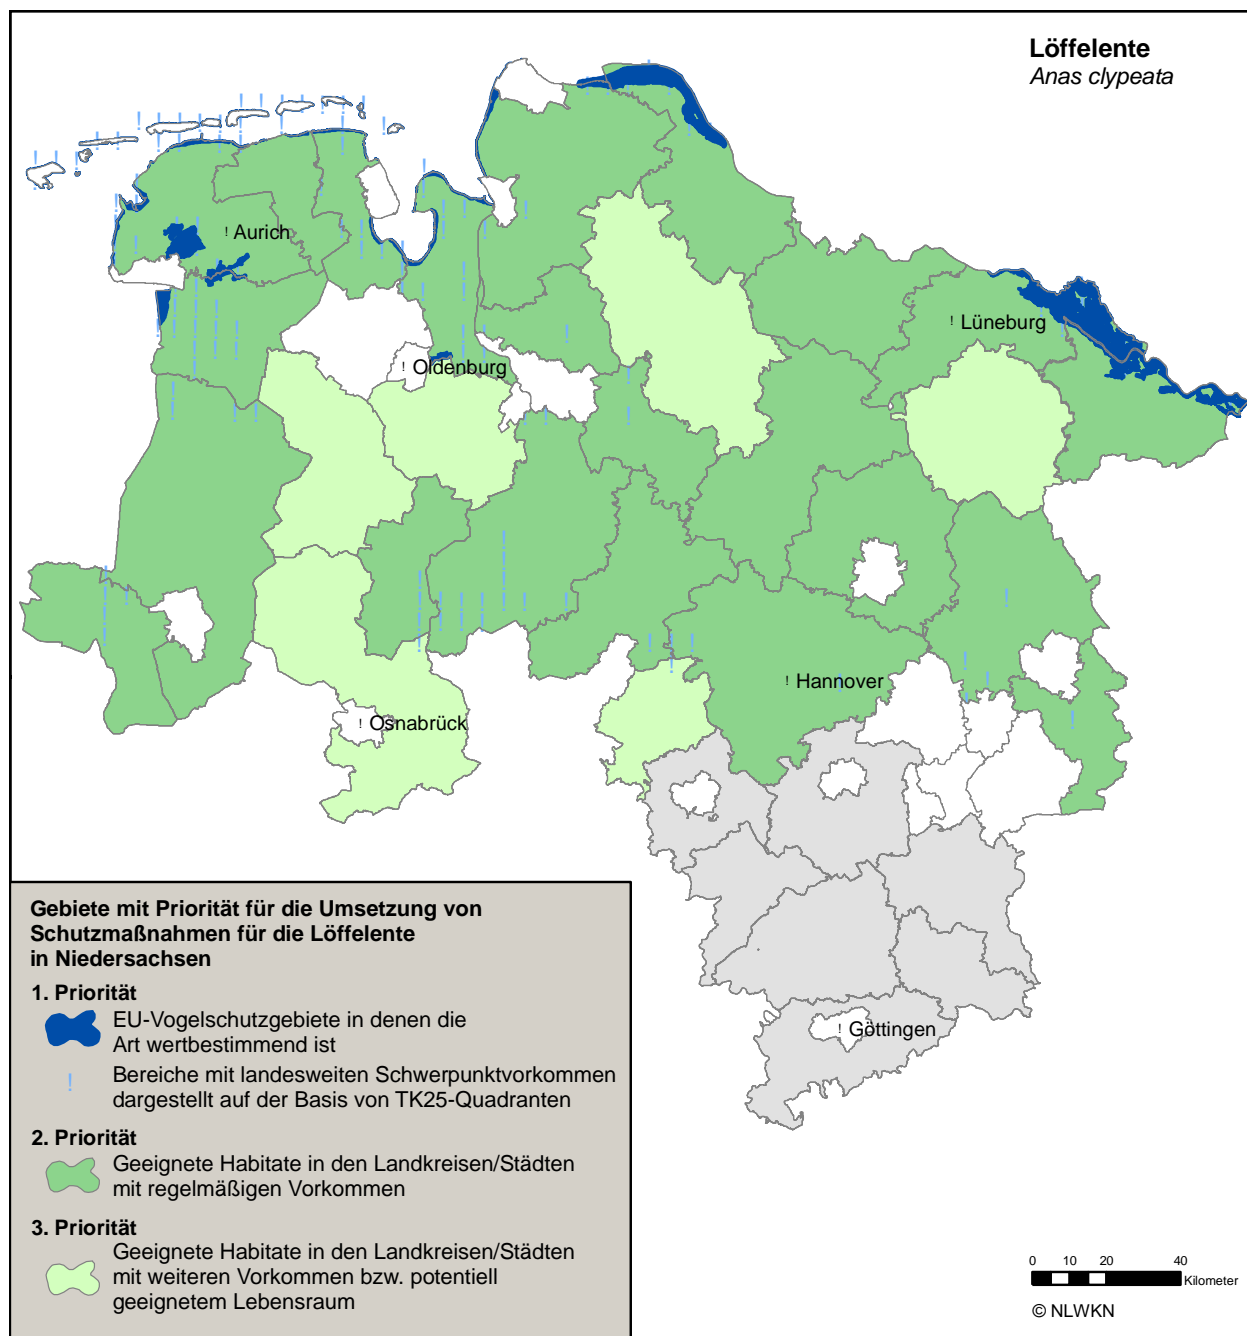 Löffelente
Anas clypeata
! Aurich
! Lüneburg
! Oldenburg
! Hannover
! Osnabrück
! Göttingen
Gebiete mit Priorität für die Umsetzung von
Schutzmaßnahmen für die Löffelente
in Niedersachsen
1. Priorität
EU-Vogelschutzgebiete in denen die
Art wertbestimmend ist
! Bereiche mit landesweiten Schwerpunktvorkommen
dargestellt auf der Basis von TK25-Quadranten
2. Priorität
Geeignete Habitate in den Landkreisen/Städten
mit regelmäßigen Vorkommen
3. Priorität
Geeignete Habitate in den Landkreisen/Städten
mit weiteren Vorkommen bzw. potentiell
geeignetem Lebensraum
0 10 20 40
Kilometer
© NLWKN